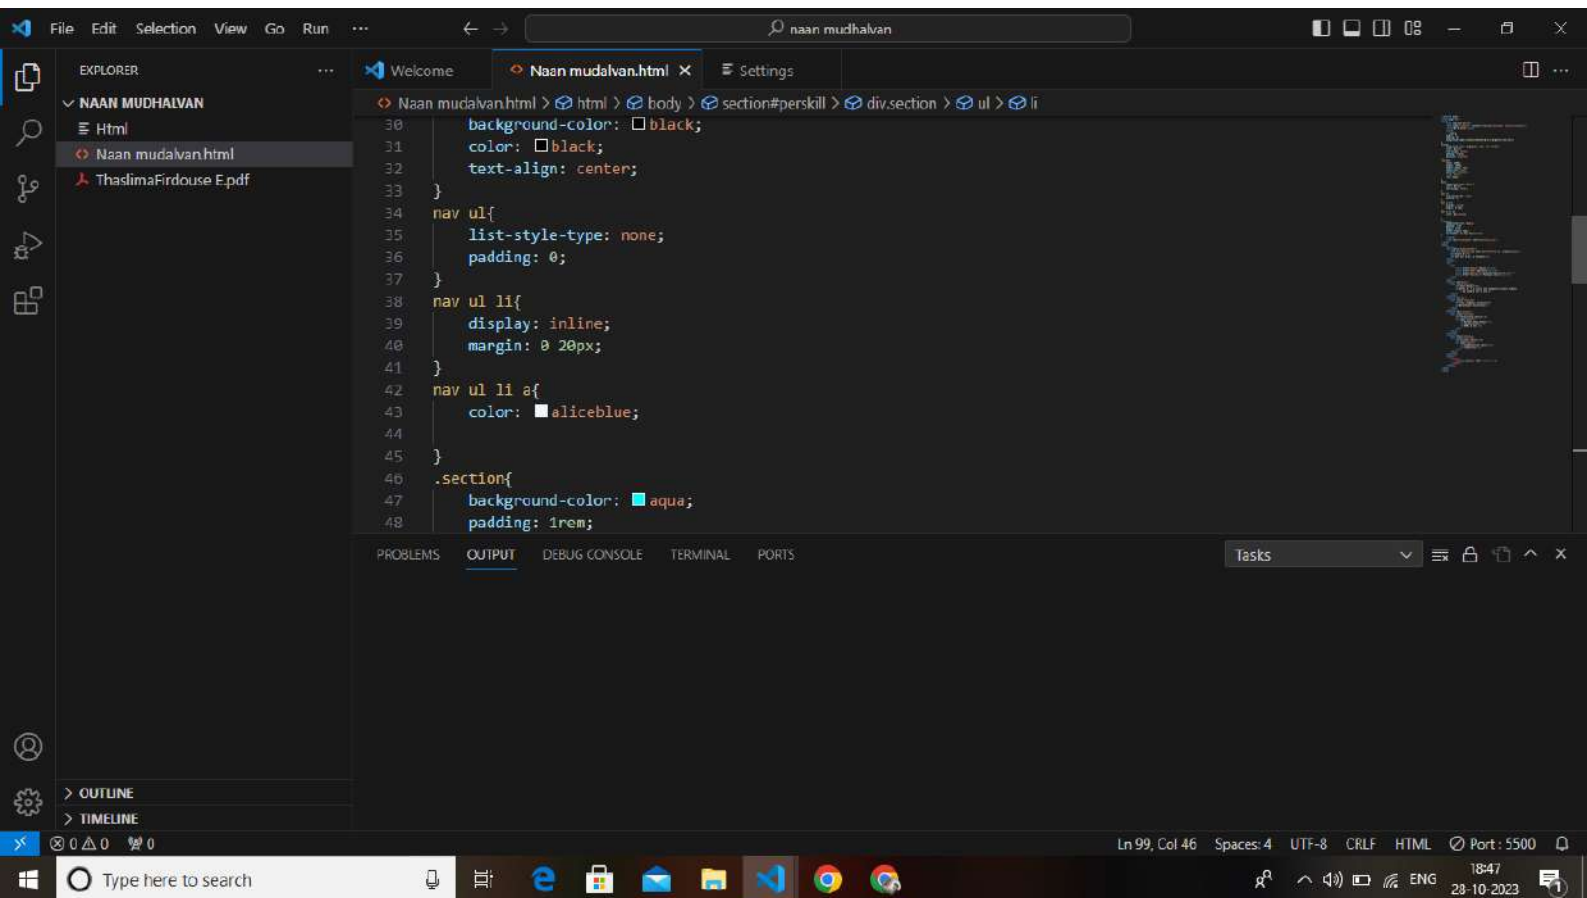 File Edit Selection View Go Run ···
naan mudhalvan
EXPLORER
NAAN MUDHALVAN
Html
Naan mudalvan.html
ThaslimaFirdouse E.pdf
Welcome
Naan mudalvan.html
Settings
Naan mudalvan.html > html > body > section#perskill > div.section > ul > li
30 background-color: black;
31 color: black;
32 text-align: center;
33 }
34 nav ul{
35 list-style-type: none;
36 padding: 0;
37 }
38 nav ul li{
39 display: inline;
40 margin: 0 20px;
41 }
42 nav ul li a{
43 color: aliceblue;
44
45 }
46 .section{
47 background-color: aqua;
48 padding: 1rem;
PROBLEMS OUTPUT DEBUG CONSOLE TERMINAL PORTS
Tasks
OUTLINE
TIMELINE
0 0 0
Ln 99, Col 46 Spaces: 4 UTF-8 CRLF HTML Port : 5500
Type here to search
ENG
18:47
28-10-2023
1